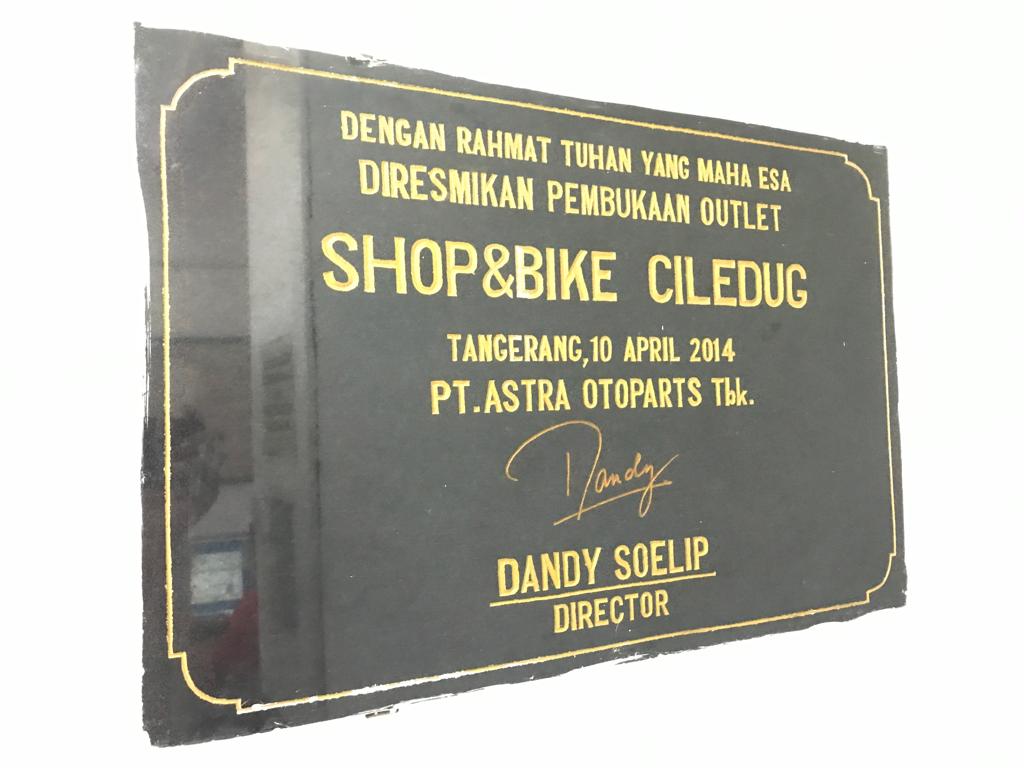 DENGAN RAHMAT TUHAN YANG MAHA ESA
DIRESMIKAN PEMBUKAAN OUTLET
SHOP&BIKE CILEDUG
TANGERANG,10 APRIL 2014
PT.ASTRA OTOPARTS Tbk.
Dandy
DANDY SOELIP
DIRECTOR